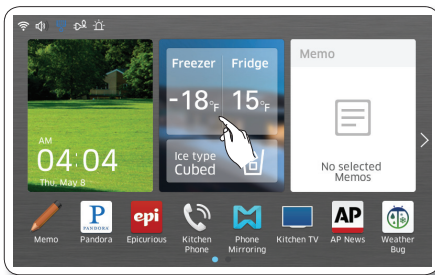 Freezer Fridge
-18°F 15°F
Ice type
Cubed
AM
04:04
Thu, May 8
Memo
No selected
Memos
Memo
P
PANDORA
Pandora
epi
Epicurious
Kitchen
Phone
Phone
Mirroring
Kitchen TV
AP
AP News
Weather
Bug